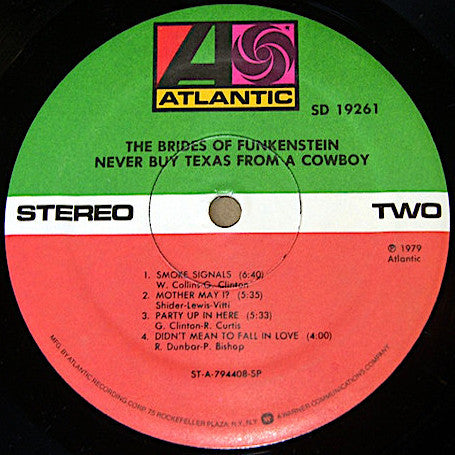 ATLANTIC
SD 19261
THE BRIDES OF FUNKENSTEIN
NEVER BUY TEXAS FROM A COWBOY
STEREO TWO
℗ 1979
Atlantic
1. SMOKE SIGNALS (6:40)
W. Collins-G. Clinton
2. MOTHER MAY I? (5:35)
Shider-Lewis-Vitti
3. PARTY UP IN HERE (5:33)
G. Clinton-R. Curtis
4. DIDN'T MEAN TO FALL IN LOVE (4:00)
R. Dunbar-P. Bishop
ST-A-794408-SP
MFG. BY ATLANTIC RECORDING CORP. 75 ROCKEFELLER PLAZA, N.Y., N.Y. A WARNER COMMUNICATIONS COMPANY